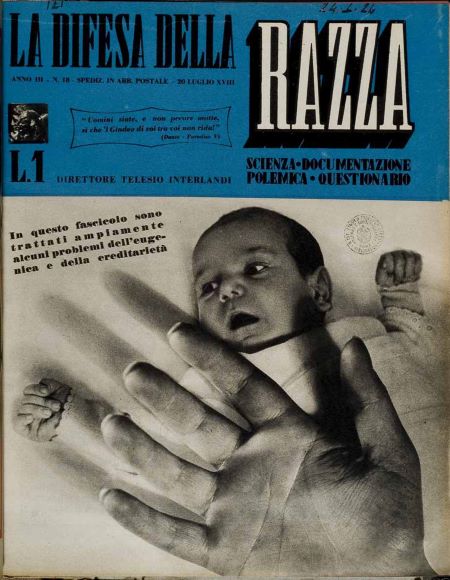 LA DIFESA DELLA
RAZZA
ANNO III - N. 18 - SPEDIZ. IN ABB. POSTALE - 20 LUGLIO XVIII
"Uomini siate, e non pecore matte,
sì che 'l Giudeo di voi tra voi non rida!"
(Dante - Paradiso V)
L.1
DIRETTORE TELESIO INTERLANDI
SCIENZA•DOCUMENTAZIONE
POLEMICA•QUESTIONARIO
In questo fascicolo sono
trattati ampiamente
alcuni problemi dell'euge-
nica e della ereditarietà